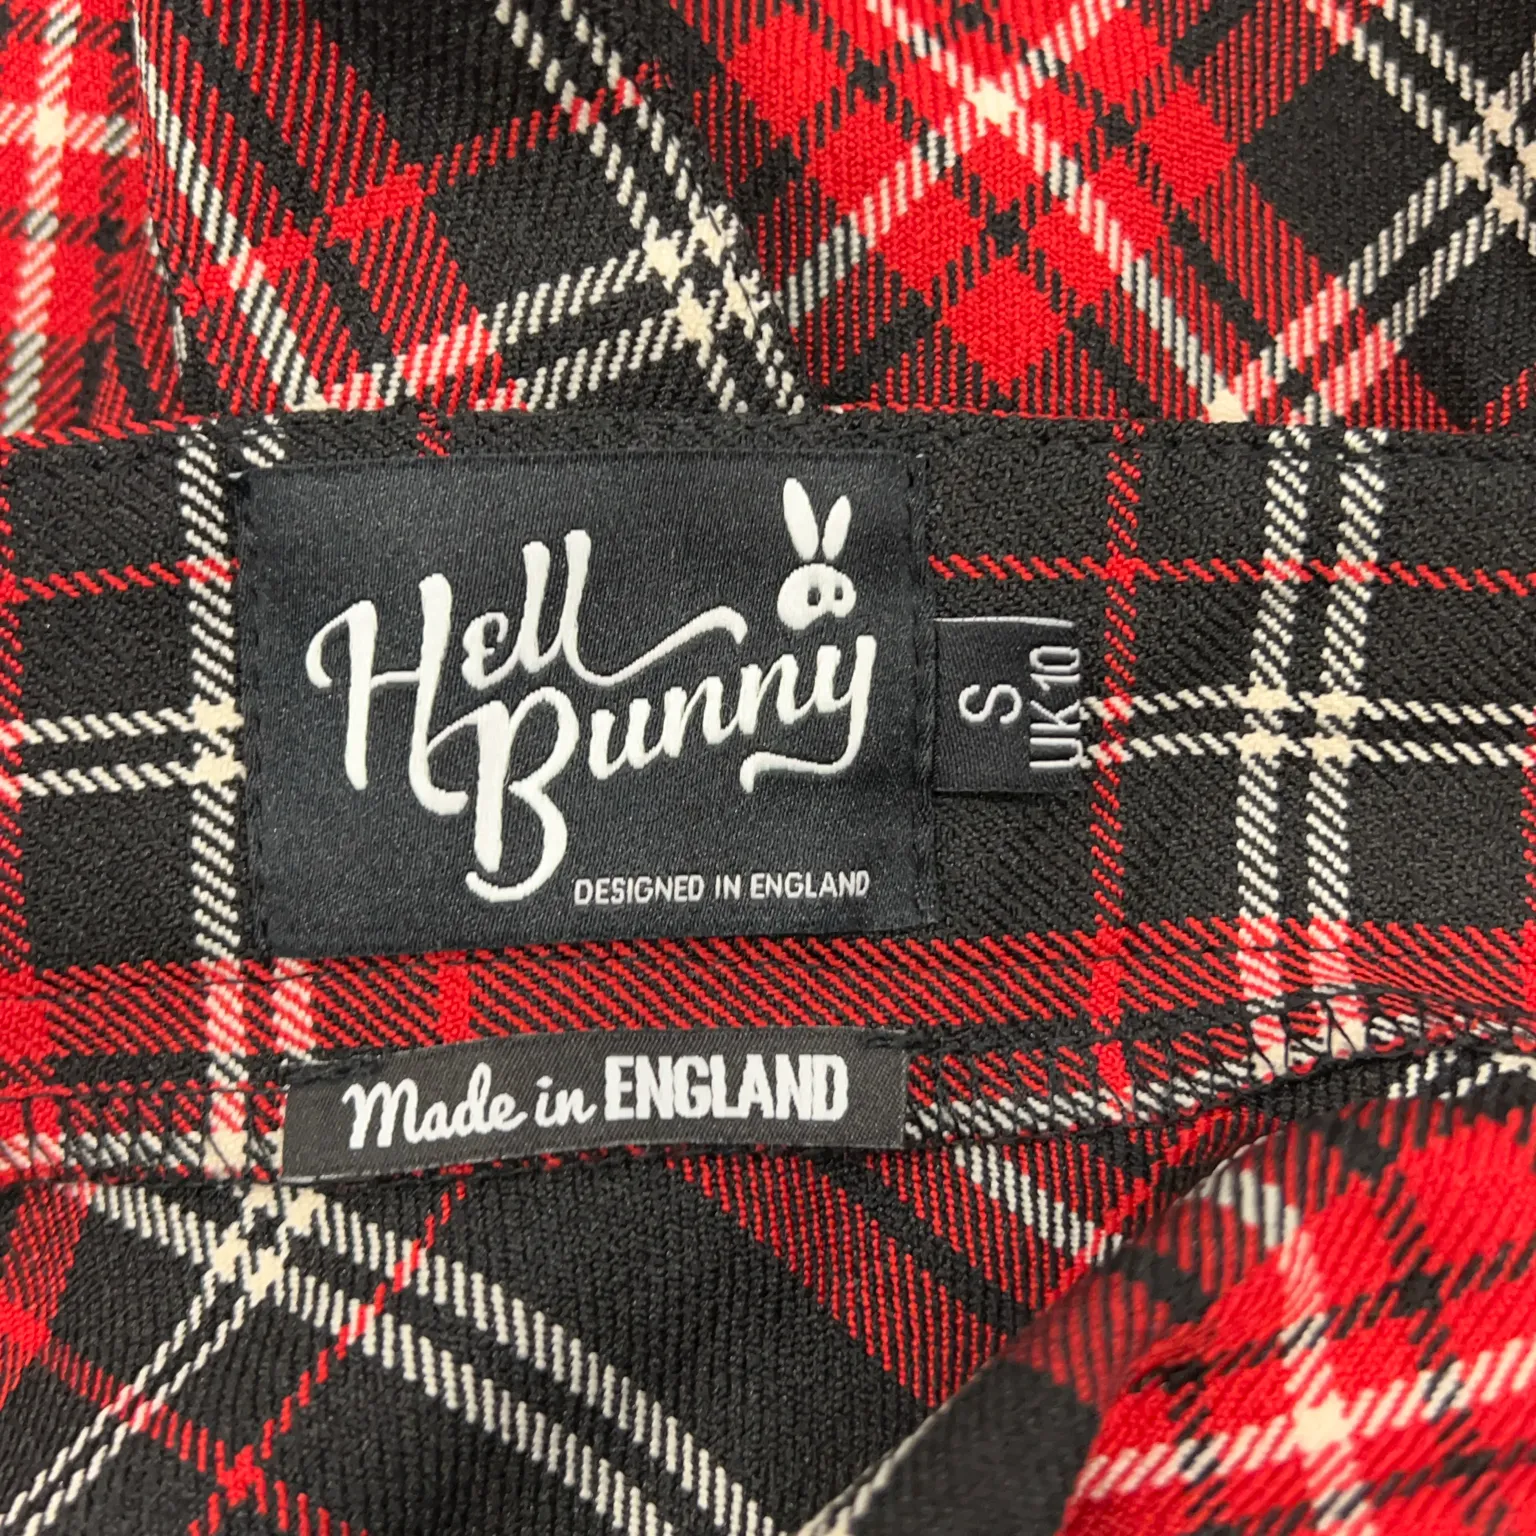 Hell
Bunny
DESIGNED IN ENGLAND
S
UK 10
Made in ENGLAND